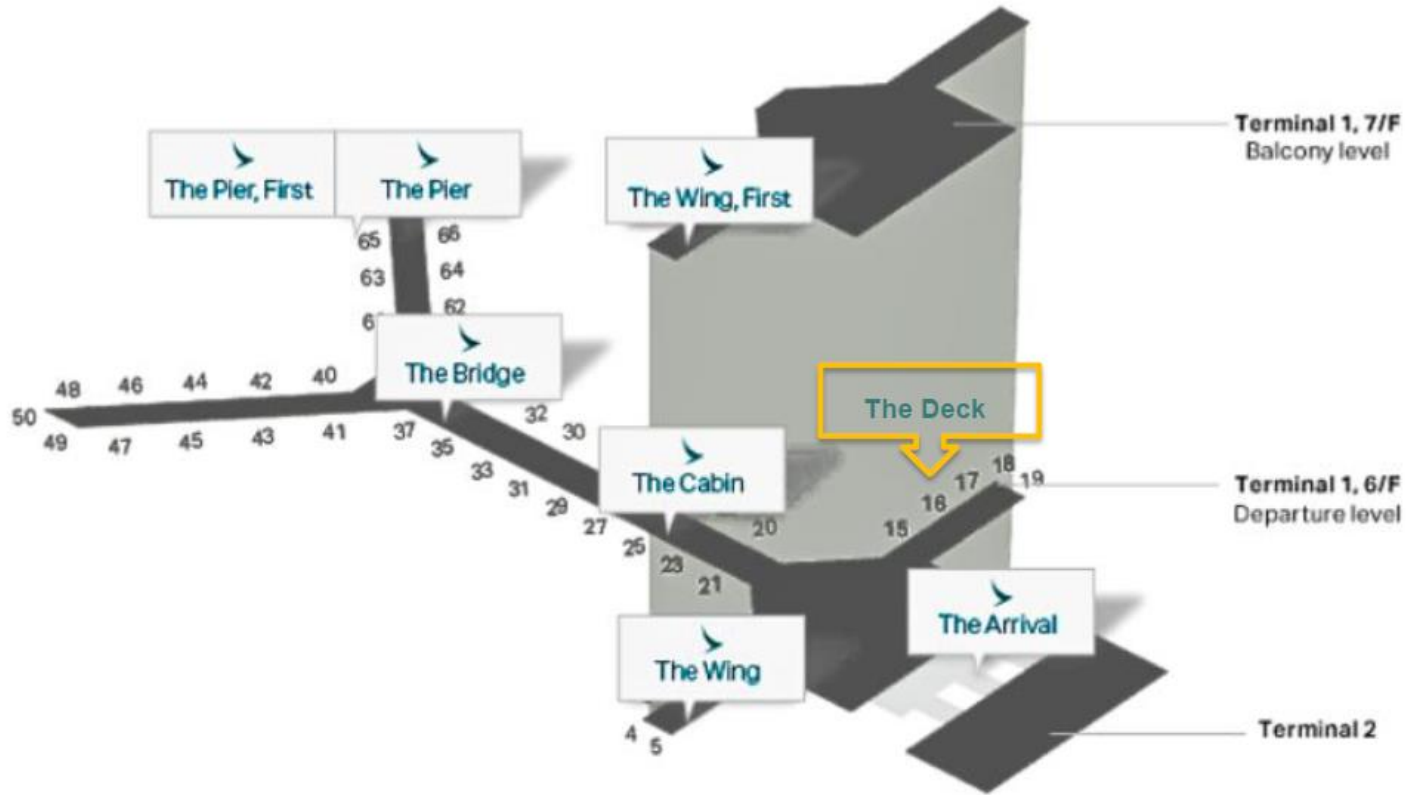 Terminal 1, 7/F
Balcony level
The Pier, First
The Pier
The Wing, First
65
66
63
64
62
The Bridge
48
46
44
42
40
50
49
47
45
43
41
37
35
33
31
29
27
25
23
21
32
30
The Cabin
20
The Deck
15
16
17
18
19
Terminal 1, 6/F
Departure level
The Arrival
The Wing
4
5
Terminal 2